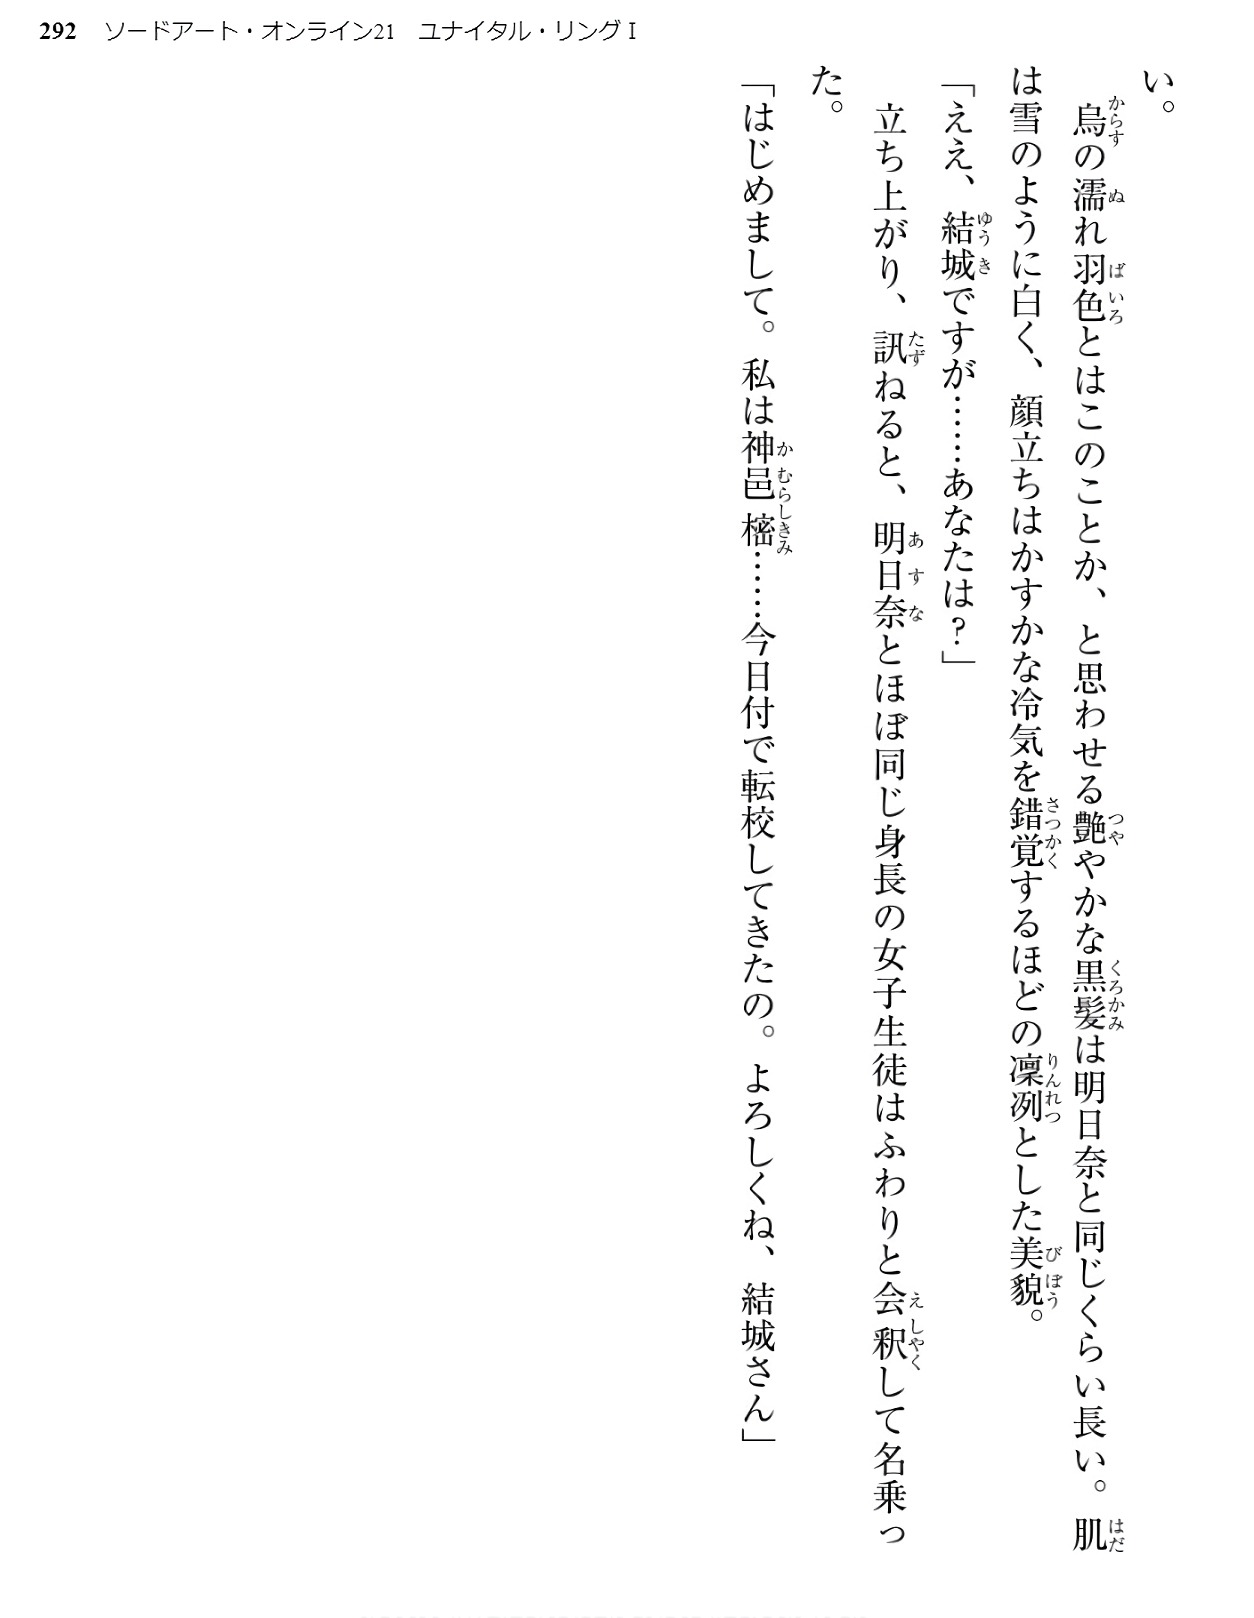 292 ソードアート・オンライン21 ユナイタル・リングⅠ
い。
　烏の濡れ羽色とはこのことか、と思わせる艶やかな黒髪は明日奈と同じくらい長い。肌
は雪のように白く、顔立ちはかすかな冷気を錯覚するほどの凜冽とした美貌。
「ええ、結城ですが……あなたは？」
　立ち上がり、訊ねると、明日奈とほぼ同じ身長の女子生徒はふわりと会釈して名乗っ
た。
「はじめまして。私は神邑樒……今日付で転校してきたの。よろしくね、結城さん」